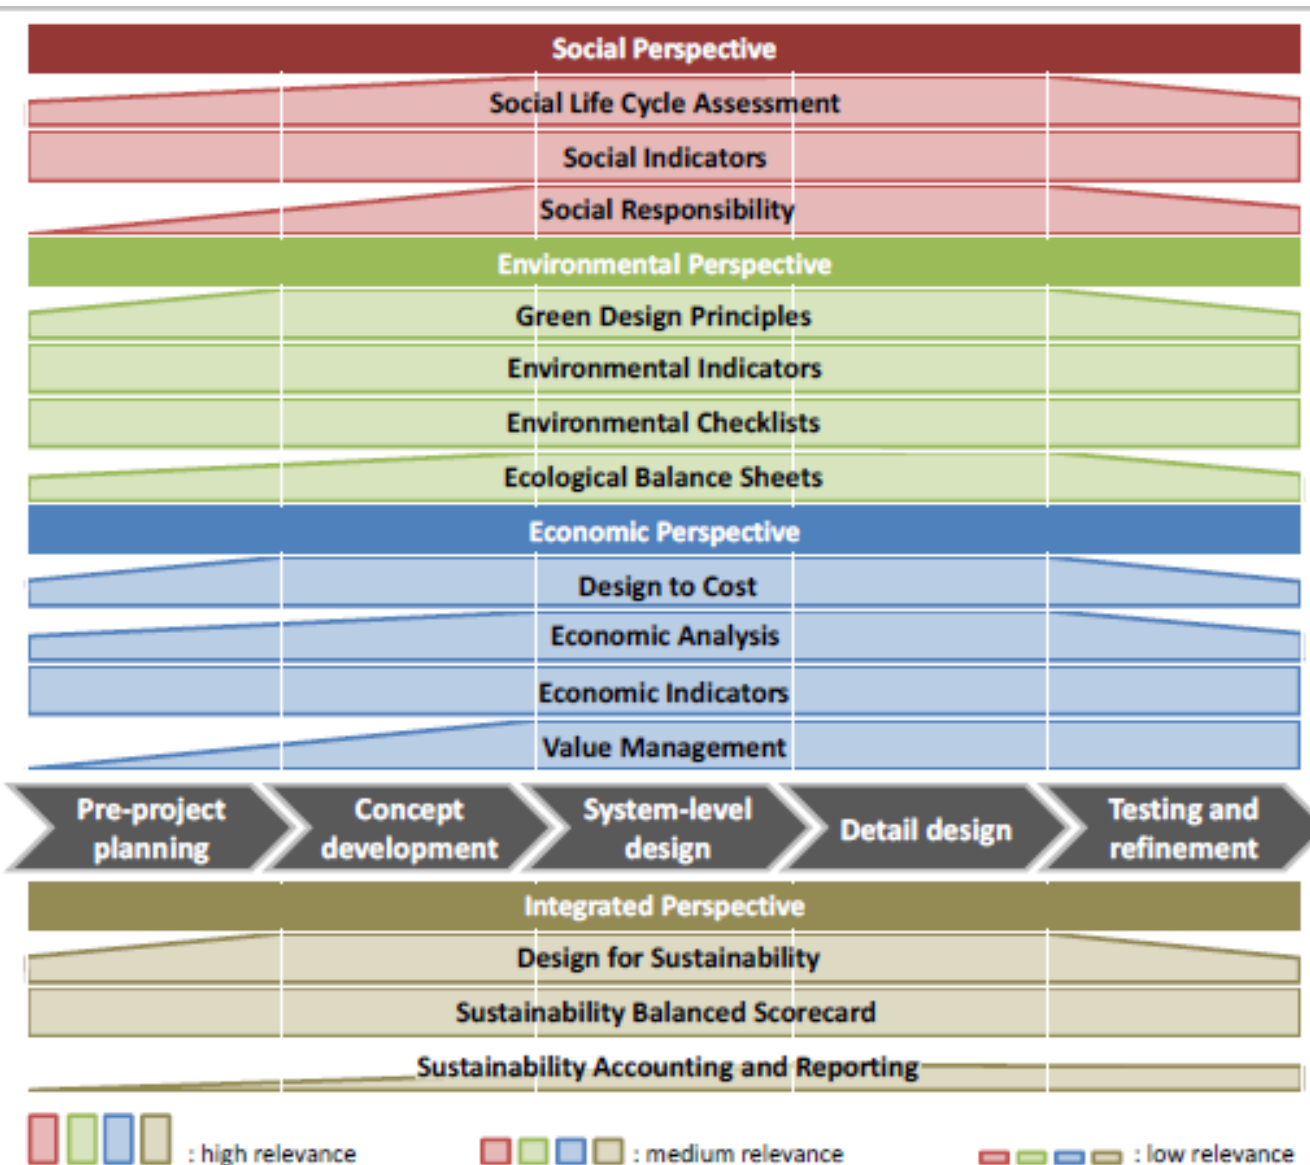 Social Perspective
Social Life Cycle Assessment
Social Indicators
Social Responsibility
Environmental Perspective
Green Design Principles
Environmental Indicators
Environmental Checklists
Ecological Balance Sheets
Economic Perspective
Design to Cost
Economic Analysis
Economic Indicators
Value Management
Pre-project
planning
Concept
development
System-level
design
Detail design
Testing and
refinement
Integrated Perspective
Design for Sustainability
Sustainability Balanced Scorecard
Sustainability Accounting and Reporting
: high relevance
: medium relevance
: low relevance